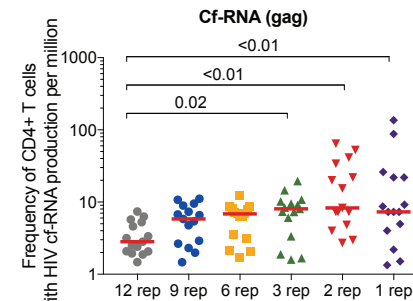 Cf-RNA (gag)
<0.01
<0.01
0.02
Frequency of CD4+ T cells
ith HIV cf-RNA production per million
1000
100
10
1
12 rep 9 rep 6 rep 3 rep 2 rep 1 rep